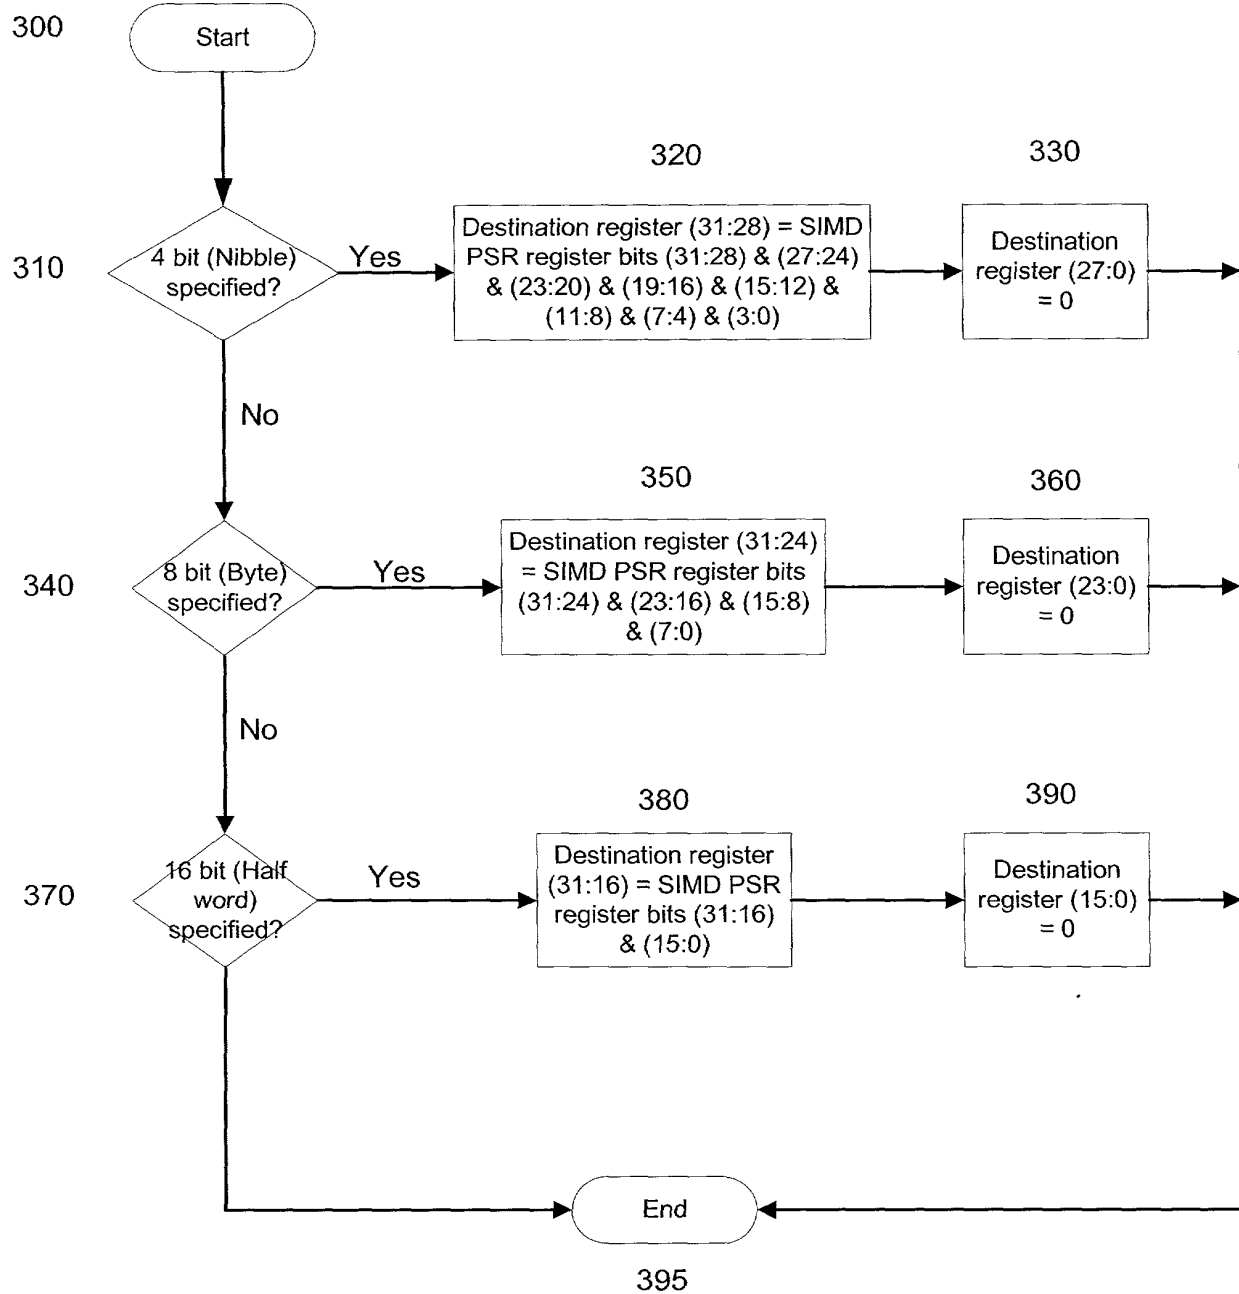 300
Start
320
330
310
4 bit (Nibble)
specified?
Yes
Destination register (31:28) = SIMD
PSR register bits (31:28) & (27:24)
& (23:20) & (19:16) & (15:12) &
(11:8) & (7:4) & (3:0)
Destination
register (27:0)
= 0
No
350
360
340
8 bit (Byte)
specified?
Yes
Destination register (31:24)
= SIMD PSR register bits
(31:24) & (23:16) & (15:8)
& (7:0)
Destination
register (23:0)
= 0
No
380
390
370
16 bit (Half
word)
specified?
Yes
Destination register
(31:16) = SIMD PSR
register bits (31:16)
& (15:0)
Destination
register (15:0)
= 0
End
395